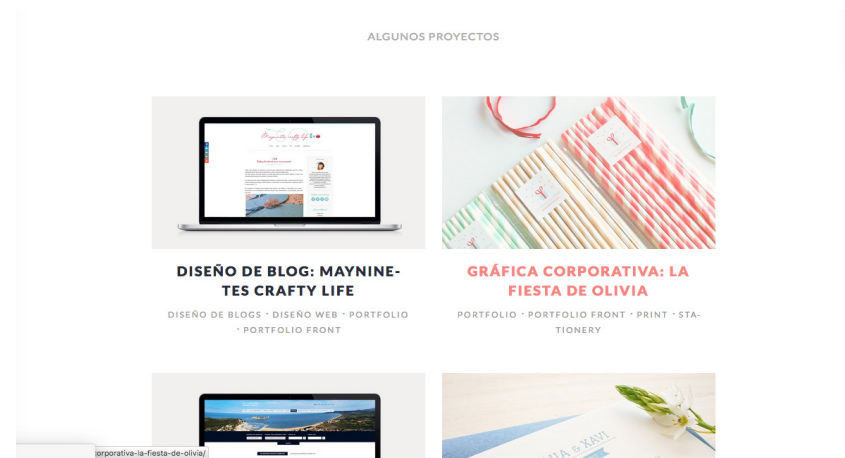 ALGUNOS PROYECTOS
DISEÑO DE BLOG: MAYNINE-
TES CRAFTY LIFE
DISEÑO DE BLOGS · DISEÑO WEB · PORTFOLIO
· PORTFOLIO FRONT
GRÁFICA CORPORATIVA: LA
FIESTA DE OLIVIA
PORTFOLIO · PORTFOLIO FRONT · PRINT · STA-
TIONERY
& XAVI
corporativa-la-fiesta-de-olivia/